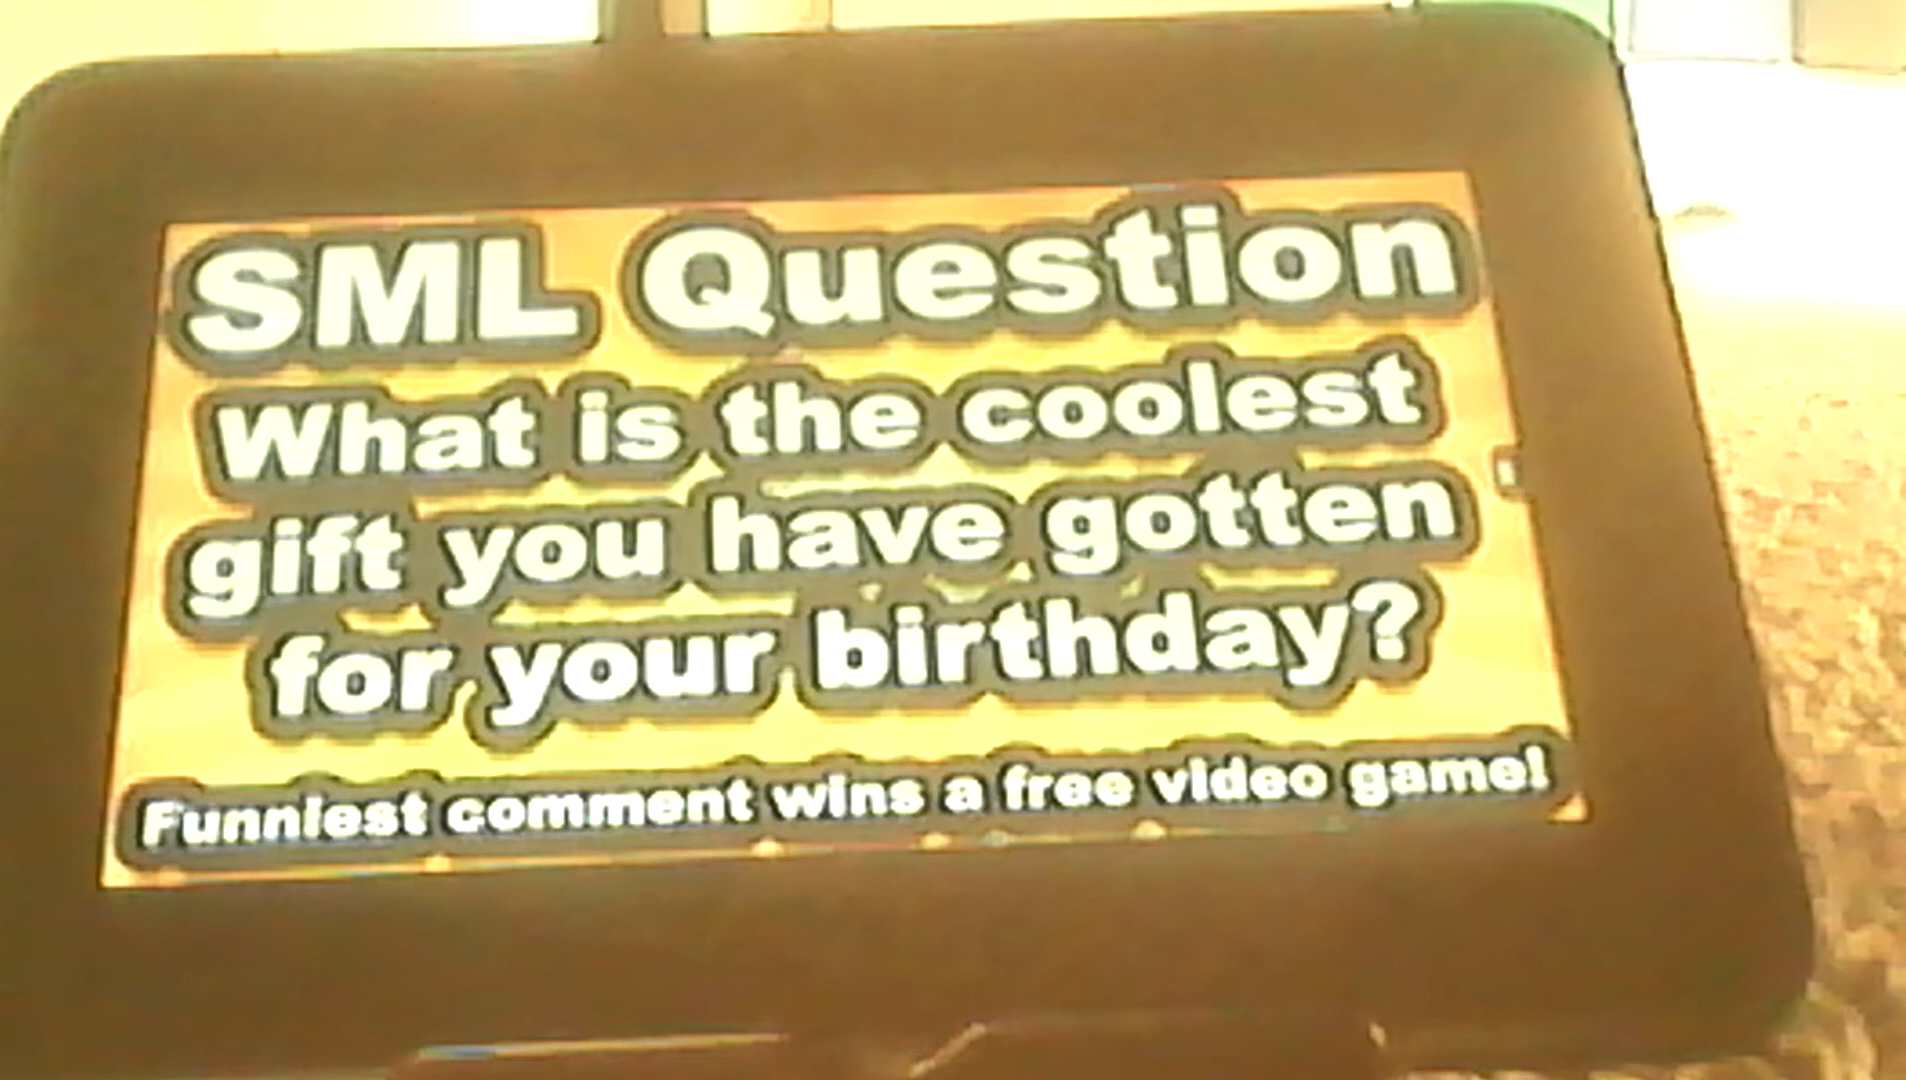 SML Question
What is the coolest
gift you have gotten
for your birthday?
Funniest comment wins a free video game!